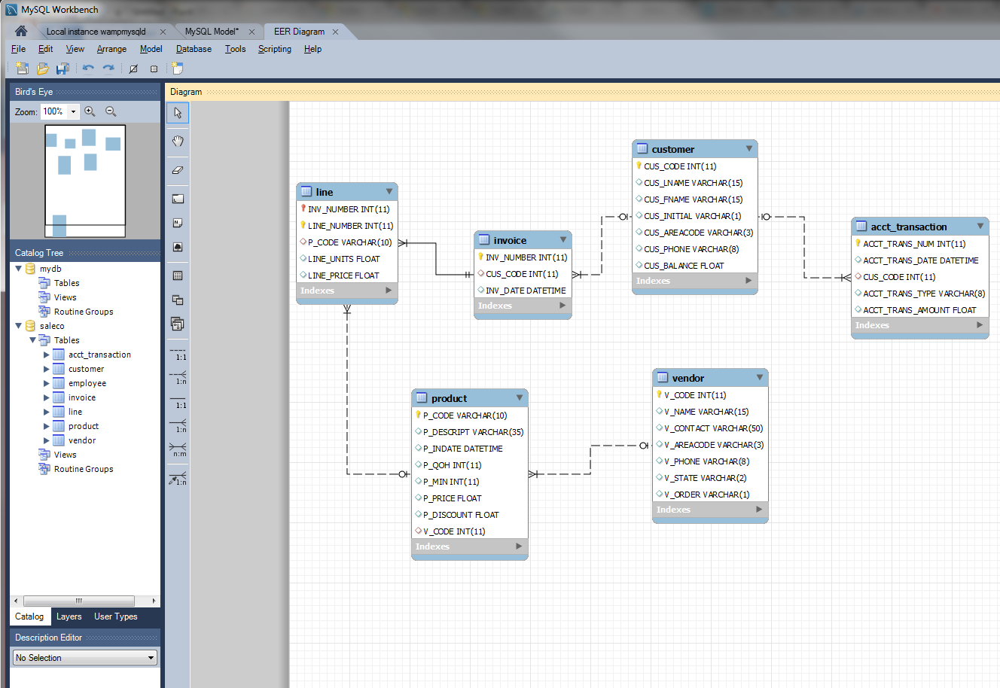 MySQL Workbench
Local instance wampmysqld
MySQL Model*
EER Diagram
File Edit View Arrange Model Database Tools Scripting Help
Bird's Eye
Zoom: 100%
Catalog Tree
mydb
Tables
Views
Routine Groups
saleco
Tables
acct_transaction
customer
employee
invoice
line
product
vendor
Views
Routine Groups
Catalog Layers User Types
Description Editor
No Selection
Diagram
1:1
1:n
1:1
1:n
n:m
1:n
line
INV_NUMBER INT(11)
LINE_NUMBER INT(11)
P_CODE VARCHAR(10)
LINE_UNITS FLOAT
LINE_PRICE FLOAT
Indexes
invoice
INV_NUMBER INT(11)
CUS_CODE INT(11)
INV_DATE DATETIME
Indexes
customer
CUS_CODE INT(11)
CUS_LNAME VARCHAR(15)
CUS_FNAME VARCHAR(15)
CUS_INITIAL VARCHAR(1)
CUS_AREACODE VARCHAR(3)
CUS_PHONE VARCHAR(8)
CUS_BALANCE FLOAT
Indexes
acct_transaction
ACCT_TRANS_NUM INT(11)
ACCT_TRANS_DATE DATETIME
CUS_CODE INT(11)
ACCT_TRANS_TYPE VARCHAR(8)
ACCT_TRANS_AMOUNT FLOAT
Indexes
product
P_CODE VARCHAR(10)
P_DESCRIPT VARCHAR(35)
P_INDATE DATETIME
P_QOH INT(11)
P_MIN INT(11)
P_PRICE FLOAT
P_DISCOUNT FLOAT
V_CODE INT(11)
Indexes
vendor
V_CODE INT(11)
V_NAME VARCHAR(15)
V_CONTACT VARCHAR(50)
V_AREACODE VARCHAR(3)
V_PHONE VARCHAR(8)
V_STATE VARCHAR(2)
V_ORDER VARCHAR(1)
Indexes